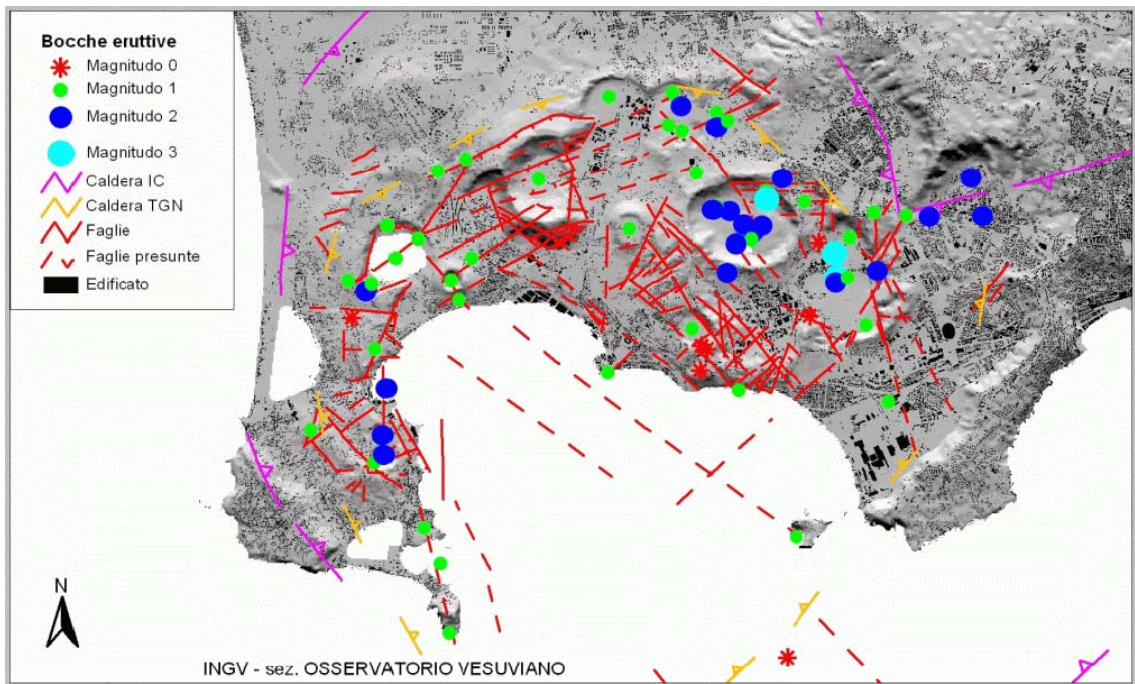 Bocche eruttive
Magnitudo 0
Magnitudo 1
Magnitudo 2
Magnitudo 3
Caldera IC
Caldera TGN
Faglie
Faglie presunte
Edificato
N
INGV - sez. OSSERVATORIO VESUVIANO